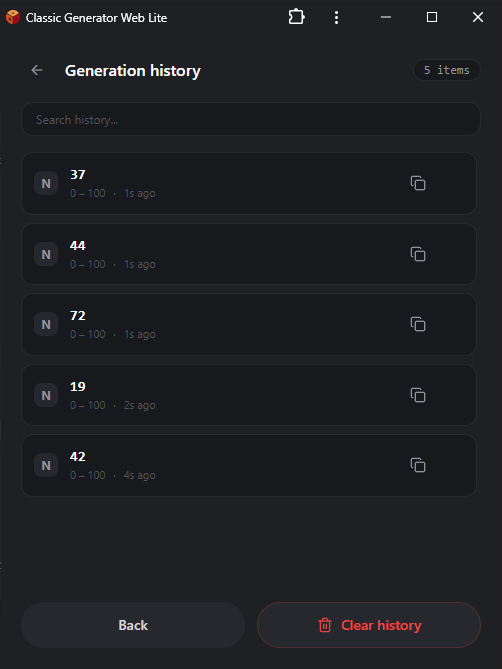 Classic Generator Web Lite
Generation history
5 items
Search history...
N
37
0 – 100 · 1s ago
N
44
0 – 100 · 1s ago
N
72
0 – 100 · 1s ago
N
19
0 – 100 · 2s ago
N
42
0 – 100 · 4s ago
Back
Clear history